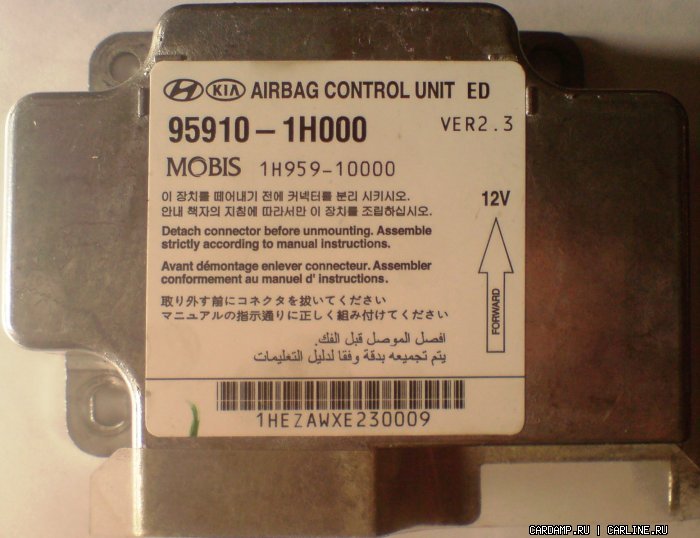 HYUNDAI KIA AIRBAG CONTROL UNIT ED
95910-1H000 VER2.3
MOBIS 1H959-10000
이 장치를 떼어내기 전에 커넥터를 분리 시키시오.
안내 책자의 지침에 따라서만 이 장치를 조립하십시오.
12V
Detach connector before unmounting. Assemble
strictly according to manual instructions.
Avant démontage enlever connecteur. Assembler
conformement au manuel d' instructions.
FORWARD
取り外す前にコネクタを抜いてください
マニュアルの指示通りに正しく組み付けてください
افصل الموصل قبل الفك.
يتم تجميعه بدقة وفقا لدليل التعليمات
1HEZAWXE230009
CARDAMP.RU | CARLINE.RU